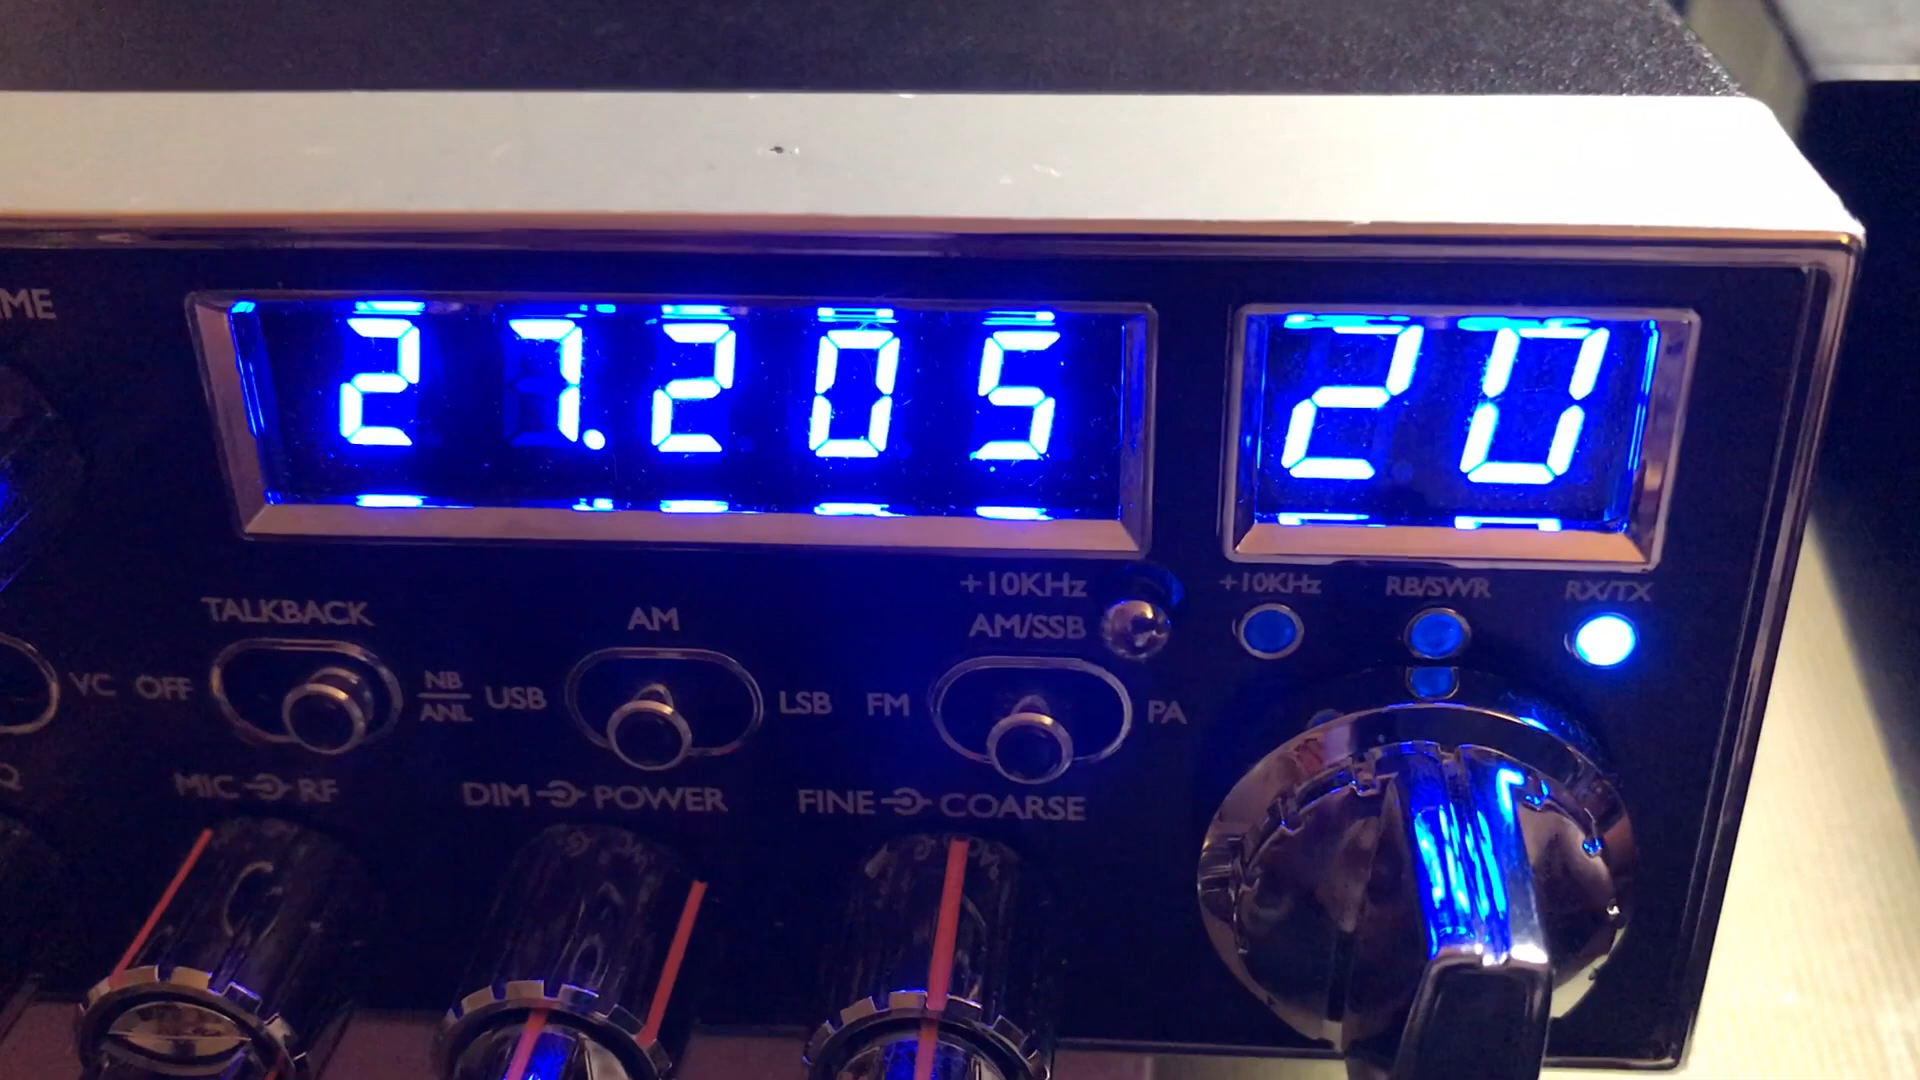 27.205 20
IME
+10KHz +10KHz RB/SWR RX/TX
TALKBACK AM AM/SSB
VC OFF NB USB LSB FM PA
ANL
Q MIC RF DIM POWER FINE COARSE